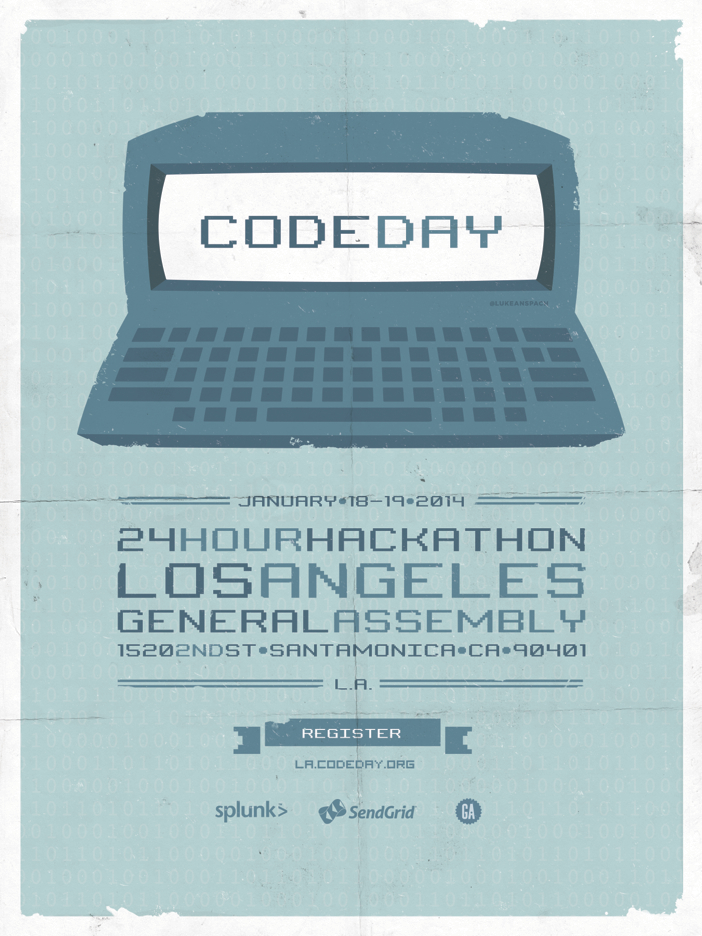 CODEDAY
@LUKEANDPACK
JANUARY•18-19•2014
24HOURHACKATHON
LOSANGELES
GENERALASSEMBLY
15202NDST•SANTAMONICA•CA•90401
L.A.
REGISTER
LA.CODEDAY.ORG
splunk> SendGrid GA